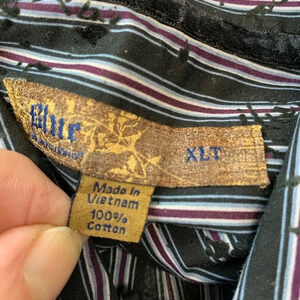 Blue
XLT
Made In
Vietnam
100%
Cotton